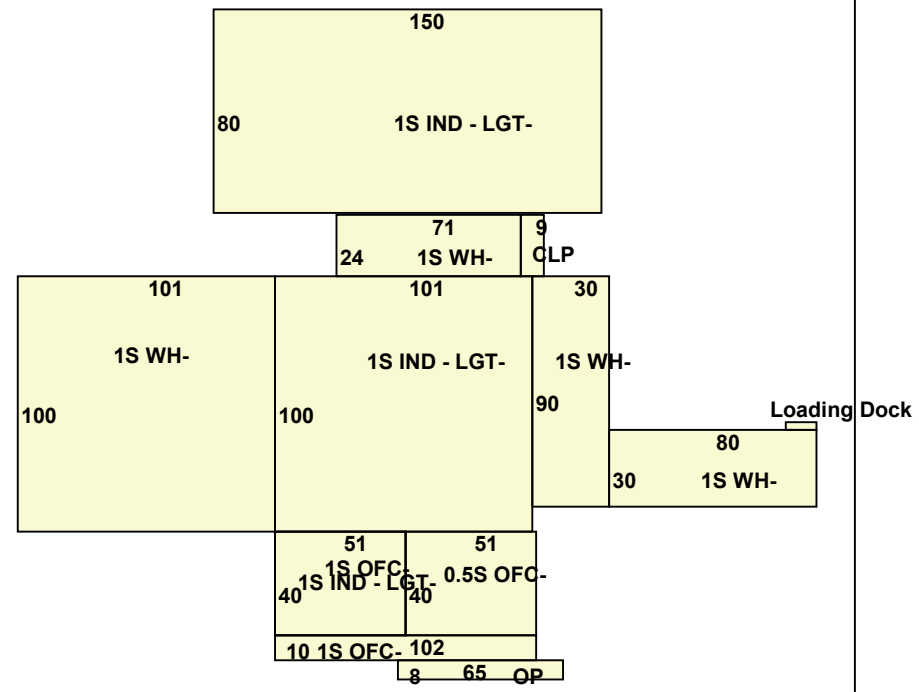 150
80
1S IND - LGT-
71
9
24
1S WH-
CLP
101
101
30
1S WH-
1S IND - LGT-
1S WH-
100
100
90
Loading Dock
80
30
1S WH-
51
51
1S OFC-
1S IND - LGT-
0.5S OFC-
40
40
10 1S OFC- 102
8
65
OP